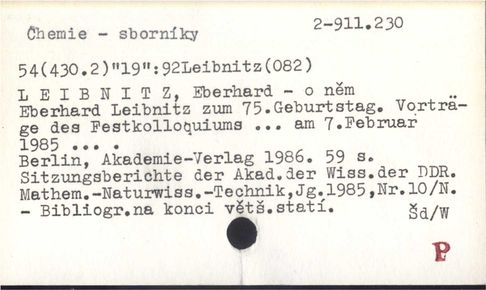 2-911.230
Chemie - sborníky
54(430.2)"19":92Leibnitz(082)
L E I B N I T Z, Eberhard - o něm
Eberhard Leibnitz zum 75.Geburtstag. Vorträ-
ge des Festkolloquiums ... am 7.Februar
1985 ... .
Berlin, Akademie-Verlag 1986. 59 s.
Sitzungsberichte der Akad.der Wiss.der DDR.
Mathem.-Naturwiss.-Technik,Jg.1985,Nr.10/N.
- Bibliogr.na konci větš.statí.
Šd/W
P